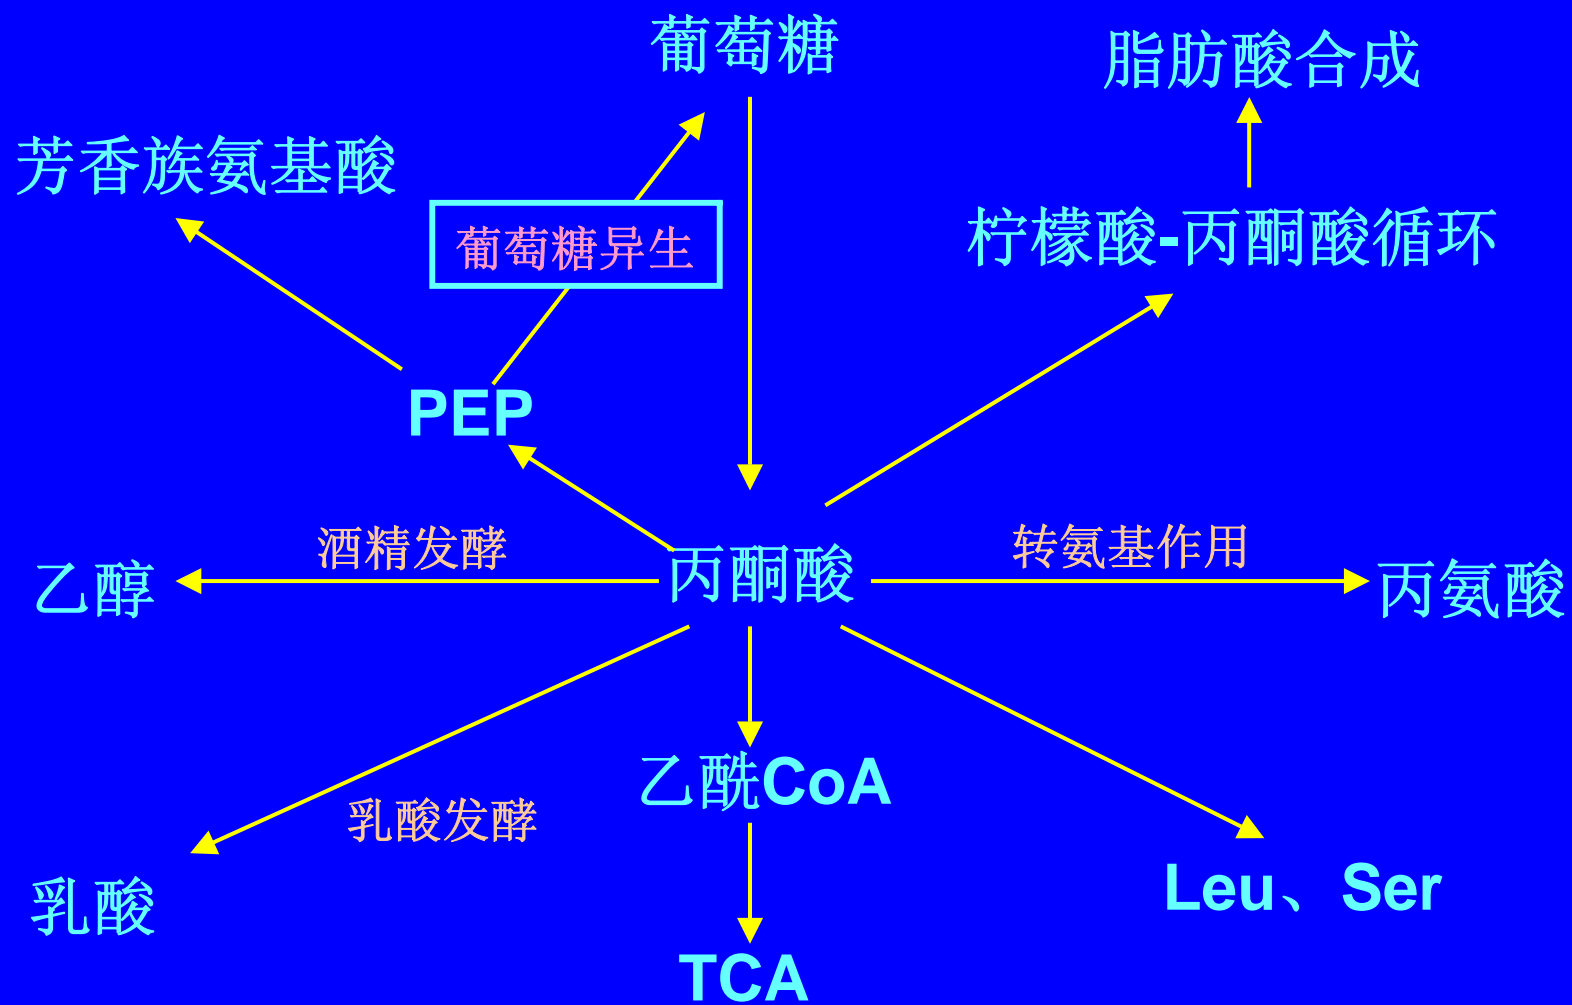 葡萄糖
脂肪酸合成
芳香族氨基酸
柠檬酸-丙酮酸循环
葡萄糖异生
PEP
酒精发酵
转氨基作用
乙醇
丙酮酸
丙氨酸
乙酰CoA
乳酸发酵
Leu、Ser
乳酸
TCA